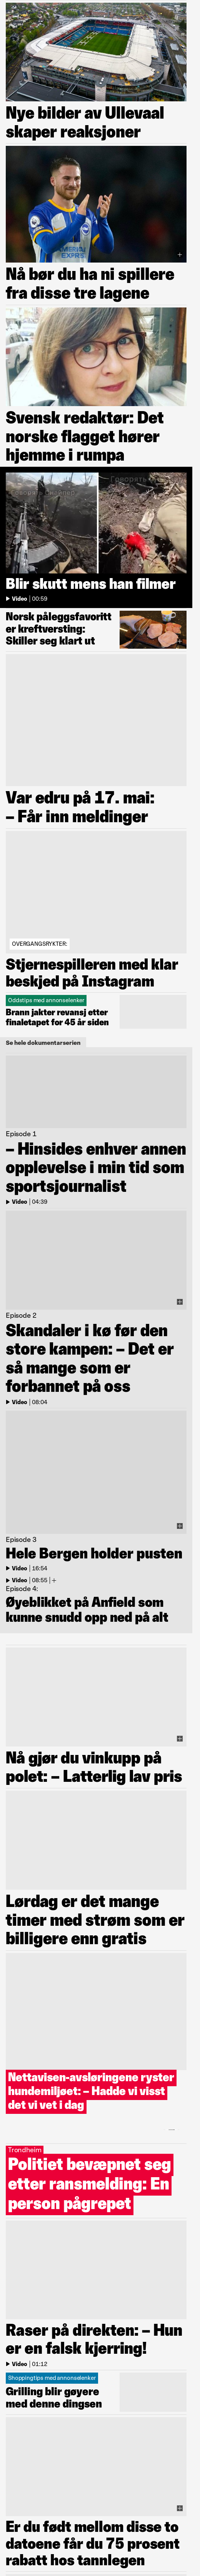 Nye bilder av Ullevaal
skaper reaksjoner
Nå bør du ha ni spillere
fra disse tre lagene
Svensk redaktør: Det
norske flagget hører
hjemme i rumpa
Blir skutt mens han filmer
Video | 00:59
Norsk påleggsfavoritt
er kreftversting:
Skiller seg klart ut
Var edru på 17. mai:
– Får inn meldinger
OVERGANGSRYKTER:
Stjernespilleren med klar
beskjed på Instagram
Oddstips med annonselenker
Brann jakter revansj etter
finaletapet for 45 år siden
Se hele dokumentarserien
Episode 1
– Hinsides enhver annen
opplevelse i min tid som
sportsjournalist
Video | 04:39
Episode 2
Skandaler i kø før den
store kampen: – Det er
så mange som er
forbannet på oss
Video | 08:04
Episode 3
Hele Bergen holder pusten
Video | 16:54
Video | 08:55 | +
Episode 4:
Øyeblikket på Anfield som
kunne snudd opp ned på alt
Nå gjør du vinkupp på
polet: – Latterlig lav pris
Lørdag er det mange
timer med strøm som er
billigere enn gratis
Nettavisen-avsløringene ryster
hundemiljøet: – Hadde vi visst
det vi vet i dag
Trondheim
Politiet bevæpnet seg
etter ransmelding: En
person pågrepet
Raser på direkten: – Hun
er en falsk kjerring!
Video | 01:12
Shoppingtips med annonselenker
Grilling blir gøyere
med denne dingsen
Er du født mellom disse to
datoene får du 75 prosent
rabatt hos tannlegen